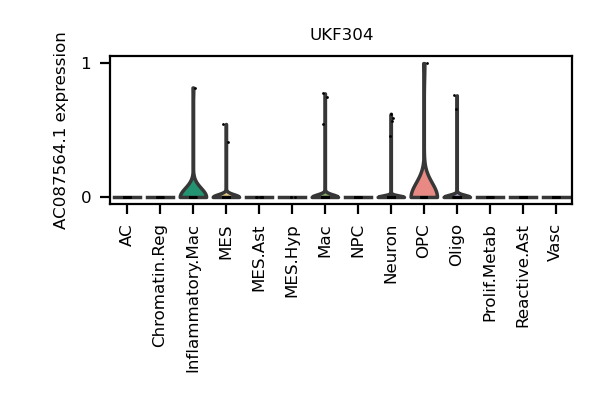 UKF304
AC087564.1 expression
1
0
AC
Chromatin.Reg
Inflammatory.Mac
MES
MES.Ast
MES.Hyp
Mac
NPC
Neuron
OPC
Oligo
Prolif.Metab
Reactive.Ast
Vasc